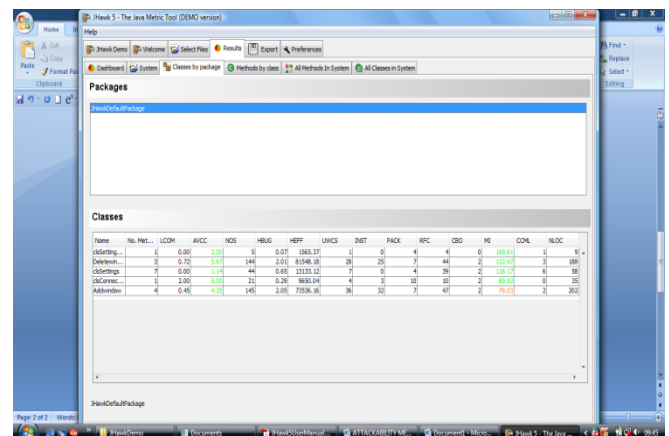 JHawk 5 - The Java Metric Tool (DEMO version)
Home
Help
Cut
Copy
Paste
Format Pai
Clipboard
Find
Replace
Select
Editing
JHawk Demo Welcome Select Files Results Export Preferences
Dashboard System Classes by package Methods by class All Methods In System All Classes in System
Packages
JHawkDefaultPackage
Classes
Name No. Met... LCOM AVCC NOS HBUG HEFF UWCS INST PACK RFC CBO MI CCML NLOC
clsSetting... 1 0.00 2.00 5 0.07 1565.37 1 0 4 4 0 169.61 1 9
Deletewin... 3 0.72 5.67 144 2.01 81548.18 28 25 7 44 2 122.97 3 188
clsSettings 7 0.00 1.14 44 0.65 13133.12 7 0 4 39 2 116.17 6 58
clsConnec... 1 2.00 5.00 21 0.29 9650.04 4 3 10 10 2 89.93 0 35
Addwindow 4 0.45 4.25 145 2.05 73536.16 36 32 7 47 2 79.03 2 202
JHawkDefaultPackage
Page: 2 of 2 Words:
JHawkDemo Documents JHawk5UserManual... ATTACKABILITY ME... Document1 - Micro... JHawk 5 - The Java ... 09:45